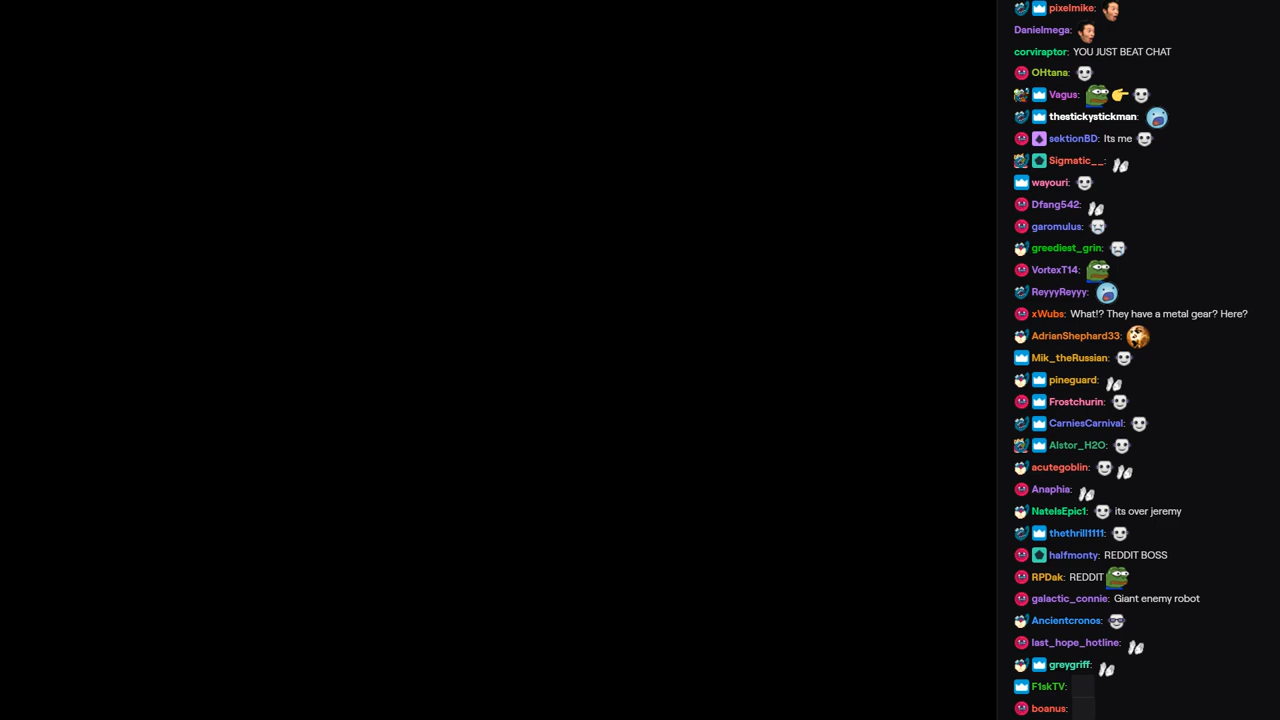 pixelmike:
Danielmega:
corviraptor: YOU JUST BEAT CHAT
OHtana:
Vagus:
thestickystickman:
sektionBD: Its me
Sigmatic__:
wayouri:
Dfang542:
garomulus:
greediest_grin:
VortexT14:
ReyyyReyyy:
xWubs: What!? They have a metal gear? Here?
AdrianShephard33:
Mik_theRussian:
pineguard:
Frostchurin:
CarniesCarnival:
Alstor_H2O:
acutegoblin:
Anaphia:
NateIsEpic1: its over jeremy
thethrill1111:
halfmonty: REDDIT BOSS
RPDak: REDDIT
galactic_connie: Giant enemy robot
Ancientcronos:
last_hope_hotline:
greygriff:
F1skTV:
boanus: